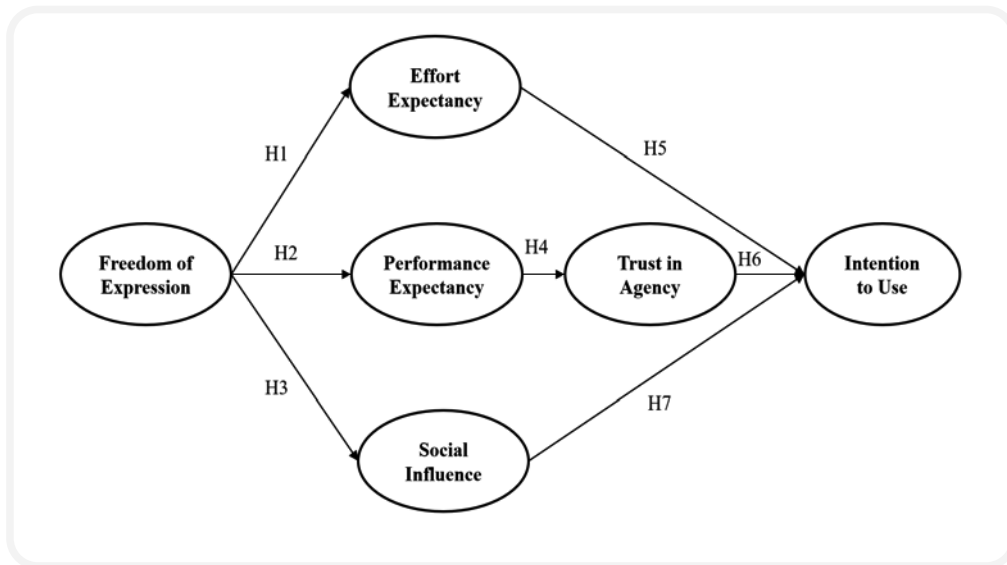 Effort
Expectancy
H1
H5
Freedom of
Expression
H2
Performance
Expectancy
H4
Trust in
Agency
H6
Intention
to Use
H3
H7
Social
Influence